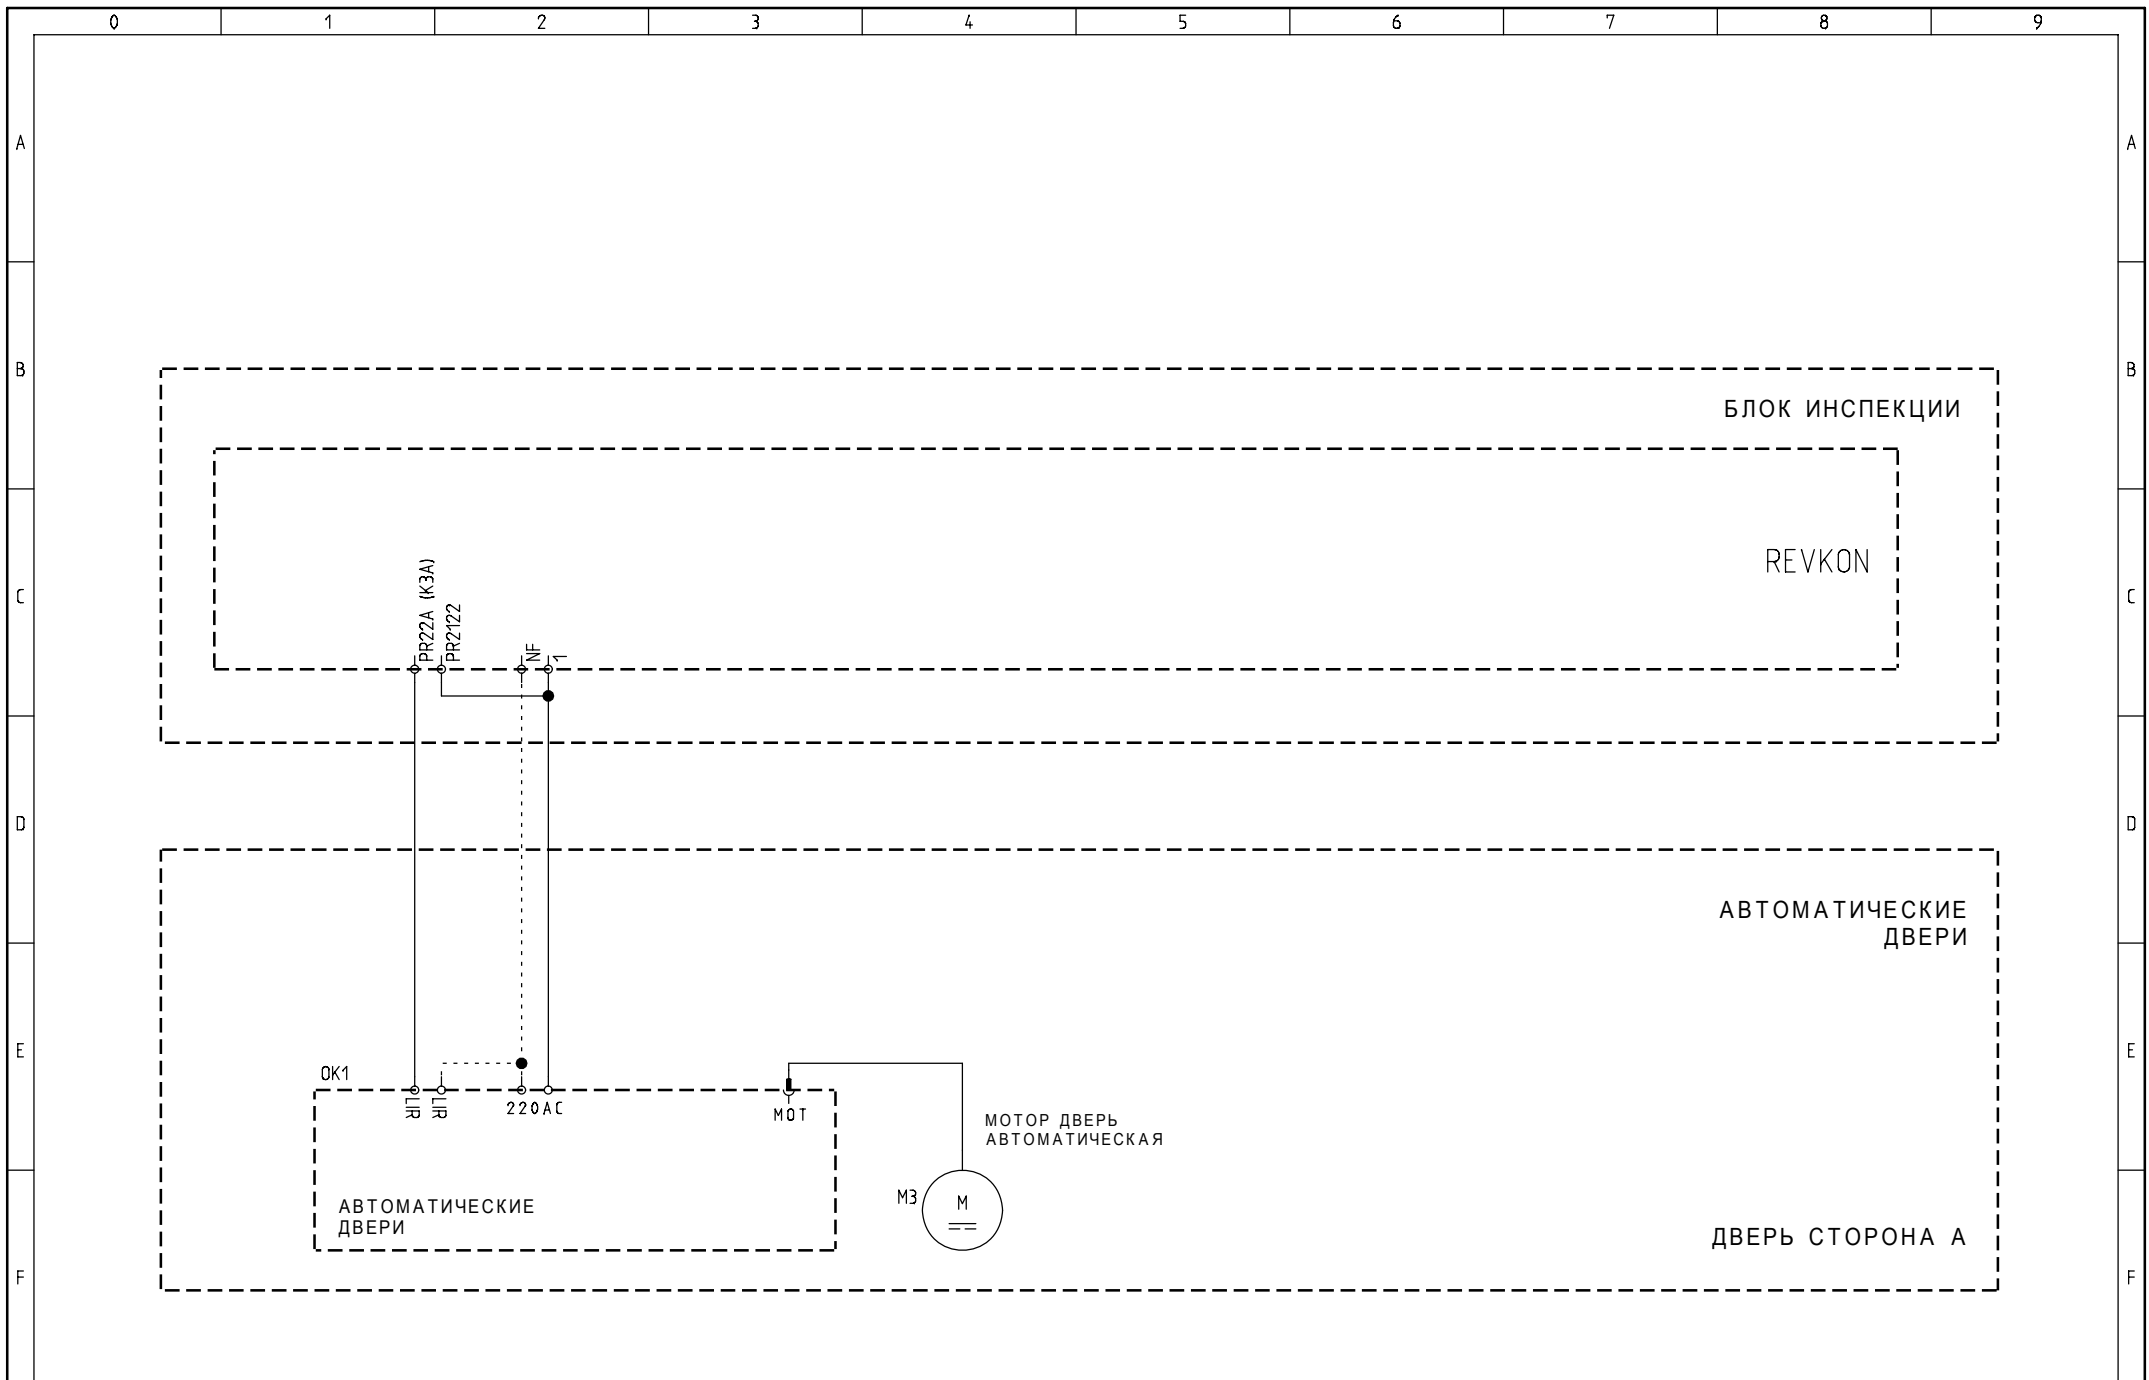 0 1 2 3 4 5 6 7 8 9
A A
B B
БЛОК ИНСПЕКЦИИ
REVKON
PR22A (K3A)
PR2122
NF
1
C C
D D
АВТОМАТИЧЕСКИЕ
ДВЕРИ
E E
OK1
LIR
LIR
220AC
MOT
МОТОР ДВЕРЬ
АВТОМАТИЧЕСКАЯ
M3
M
АВТОМАТИЧЕСКИЕ
ДВЕРИ
ДВЕРЬ СТОРОНА А
F F